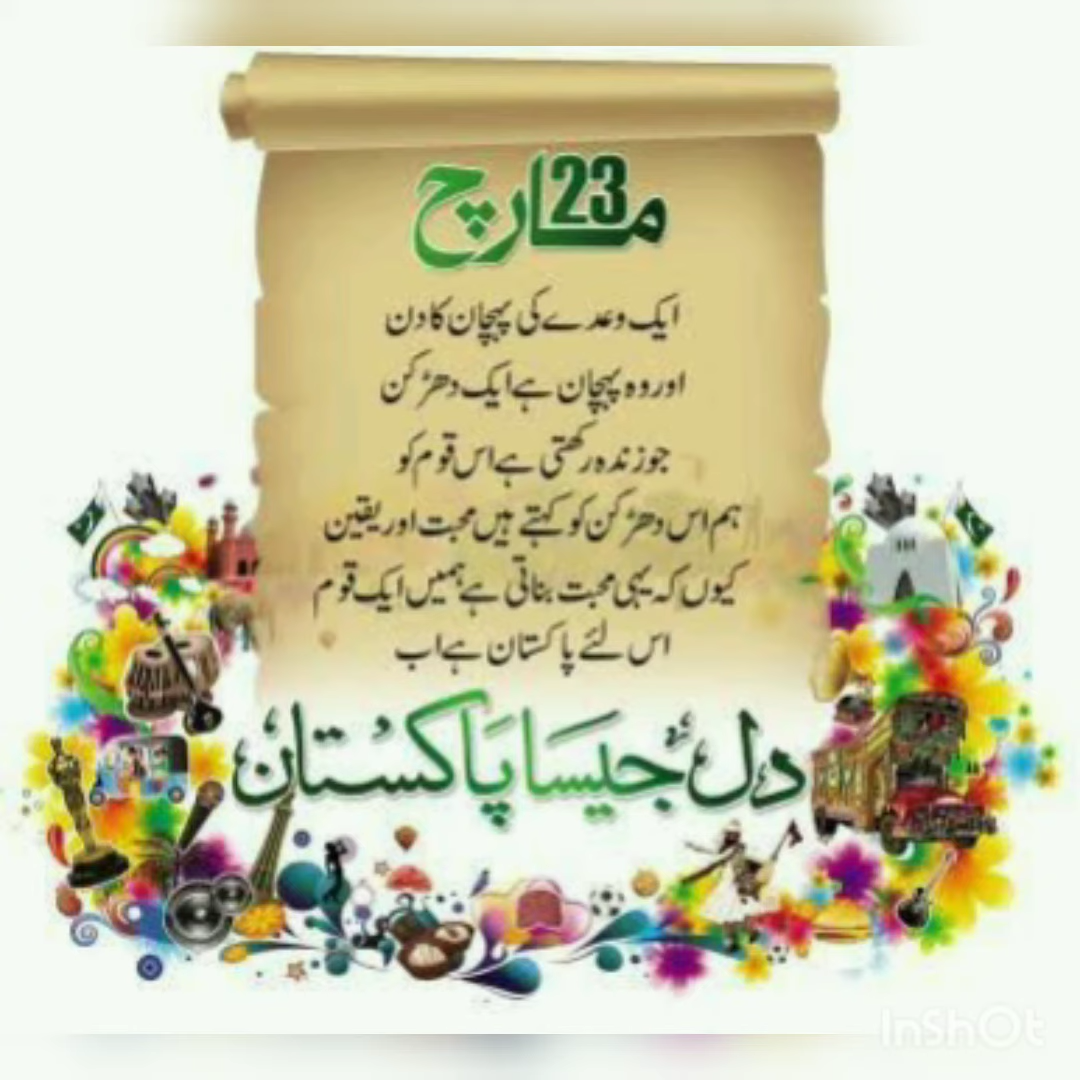 23 مارچ
ایک وعدے کی پہچان کا دن
اور وہ پہچان ہے ایک دھڑکن
جو زندہ رکھتی ہے اس قوم کو
ہم اس دھڑکن کو کہتے ہیں محبت اور یقین
کیوں کہ یہی محبت بناتی ہے ہمیں ایک قوم
اس لئے پاکستان ہے اب
دل جیسا پاکستان
InShOt